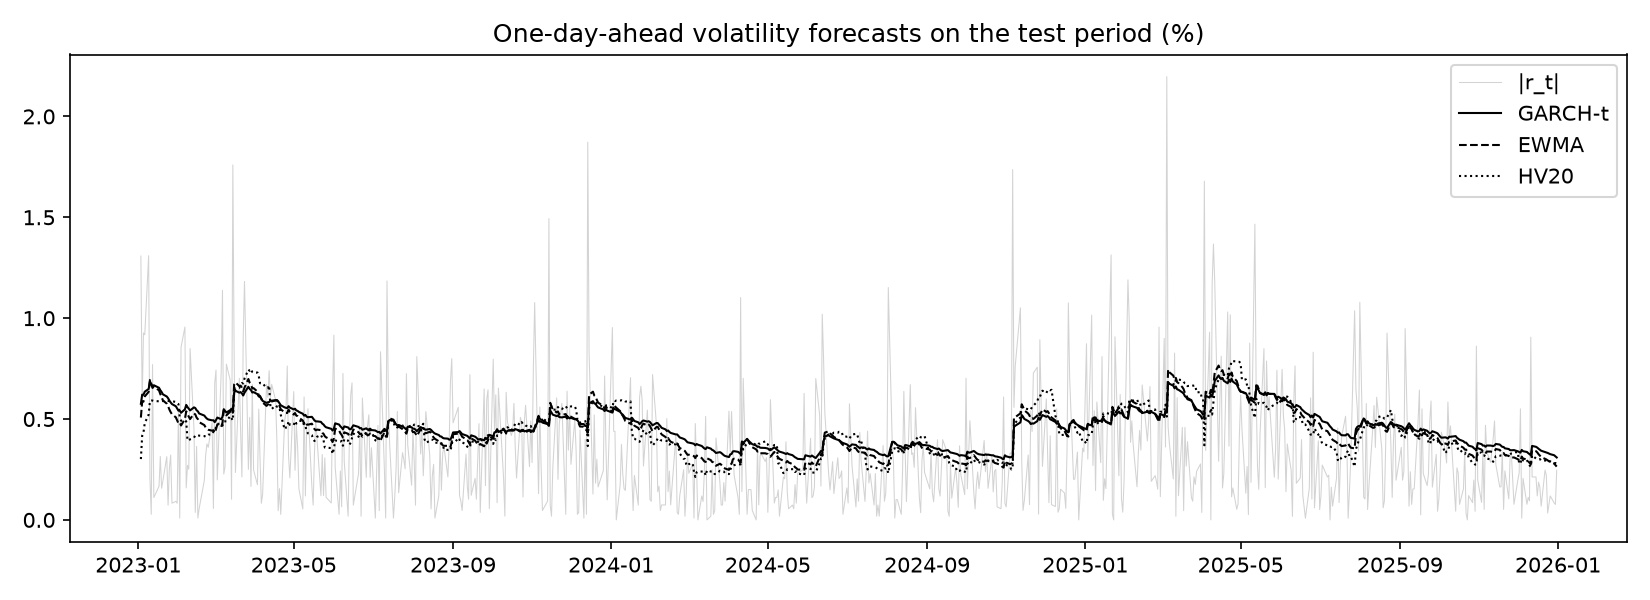 One-day-ahead volatility forecasts on the test period (%)
|r_t|
GARCH-t
EWMA
HV20
2.0
1.5
1.0
0.5
0.0
2023-01 2023-05 2023-09 2024-01 2024-05 2024-09 2025-01 2025-05 2025-09 2026-01